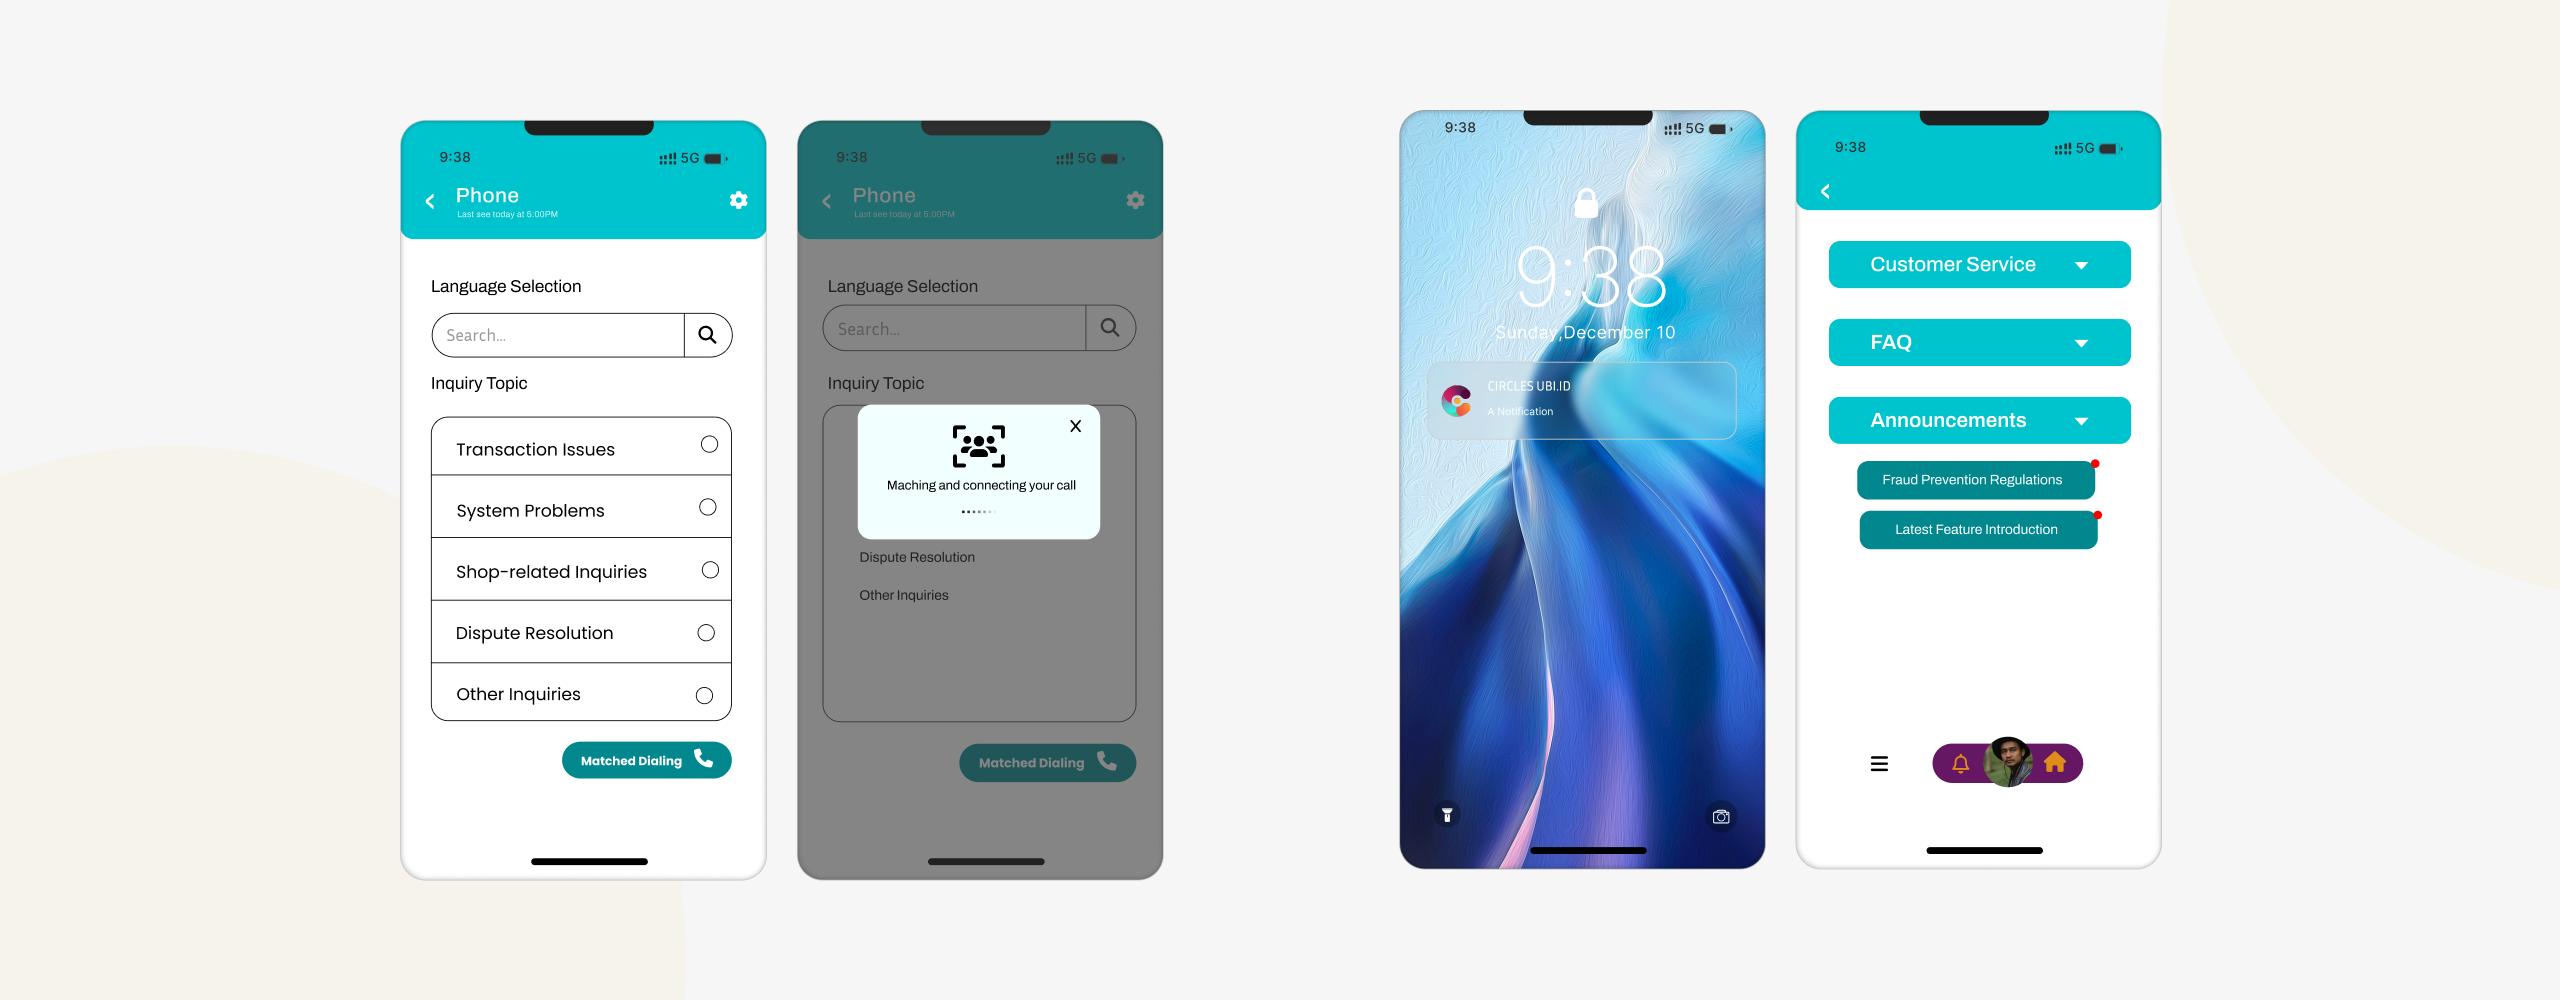 9:38
5G
Phone
Last see today at 5:00PM
Language Selection
Search...
Inquiry Topic
Transaction Issues
System Problems
Shop-related Inquiries
Dispute Resolution
Other Inquiries
Matched Dialing
9:38
5G
Phone
Last see today at 5:00PM
Language Selection
Search...
Inquiry Topic
X
Maching and connecting your call
Dispute Resolution
Other Inquiries
Matched Dialing
9:38
5G
9:38
Sunday,December 10
CIRCLES UBI.ID
A Notification
9:38
5G
Customer Service
FAQ
Announcements
Fraud Prevention Regulations
Latest Feature Introduction